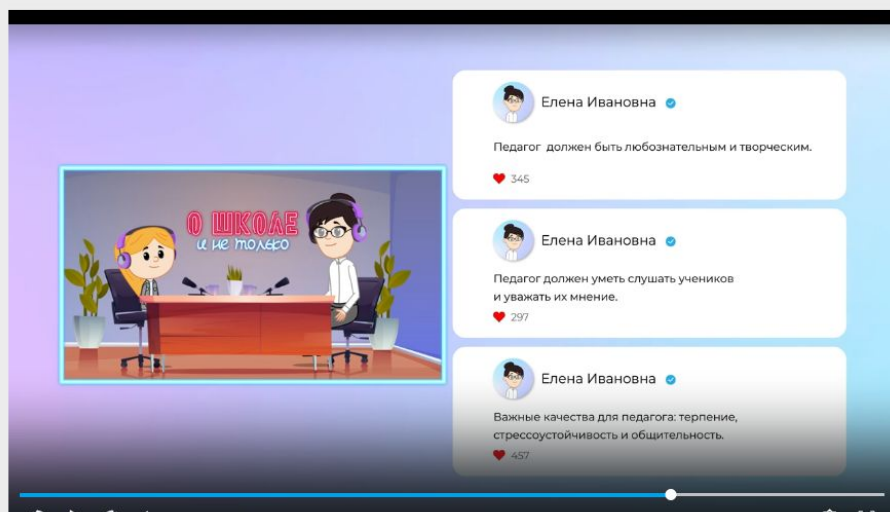 О ШКОЛЕ
и не только
Елена Ивановна
Педагог должен быть любознательным и творческим.
345
Елена Ивановна
Педагог должен уметь слушать учеников
и уважать их мнение.
297
Елена Ивановна
Важные качества для педагога: терпение,
стрессоустойчивость и общительность.
457